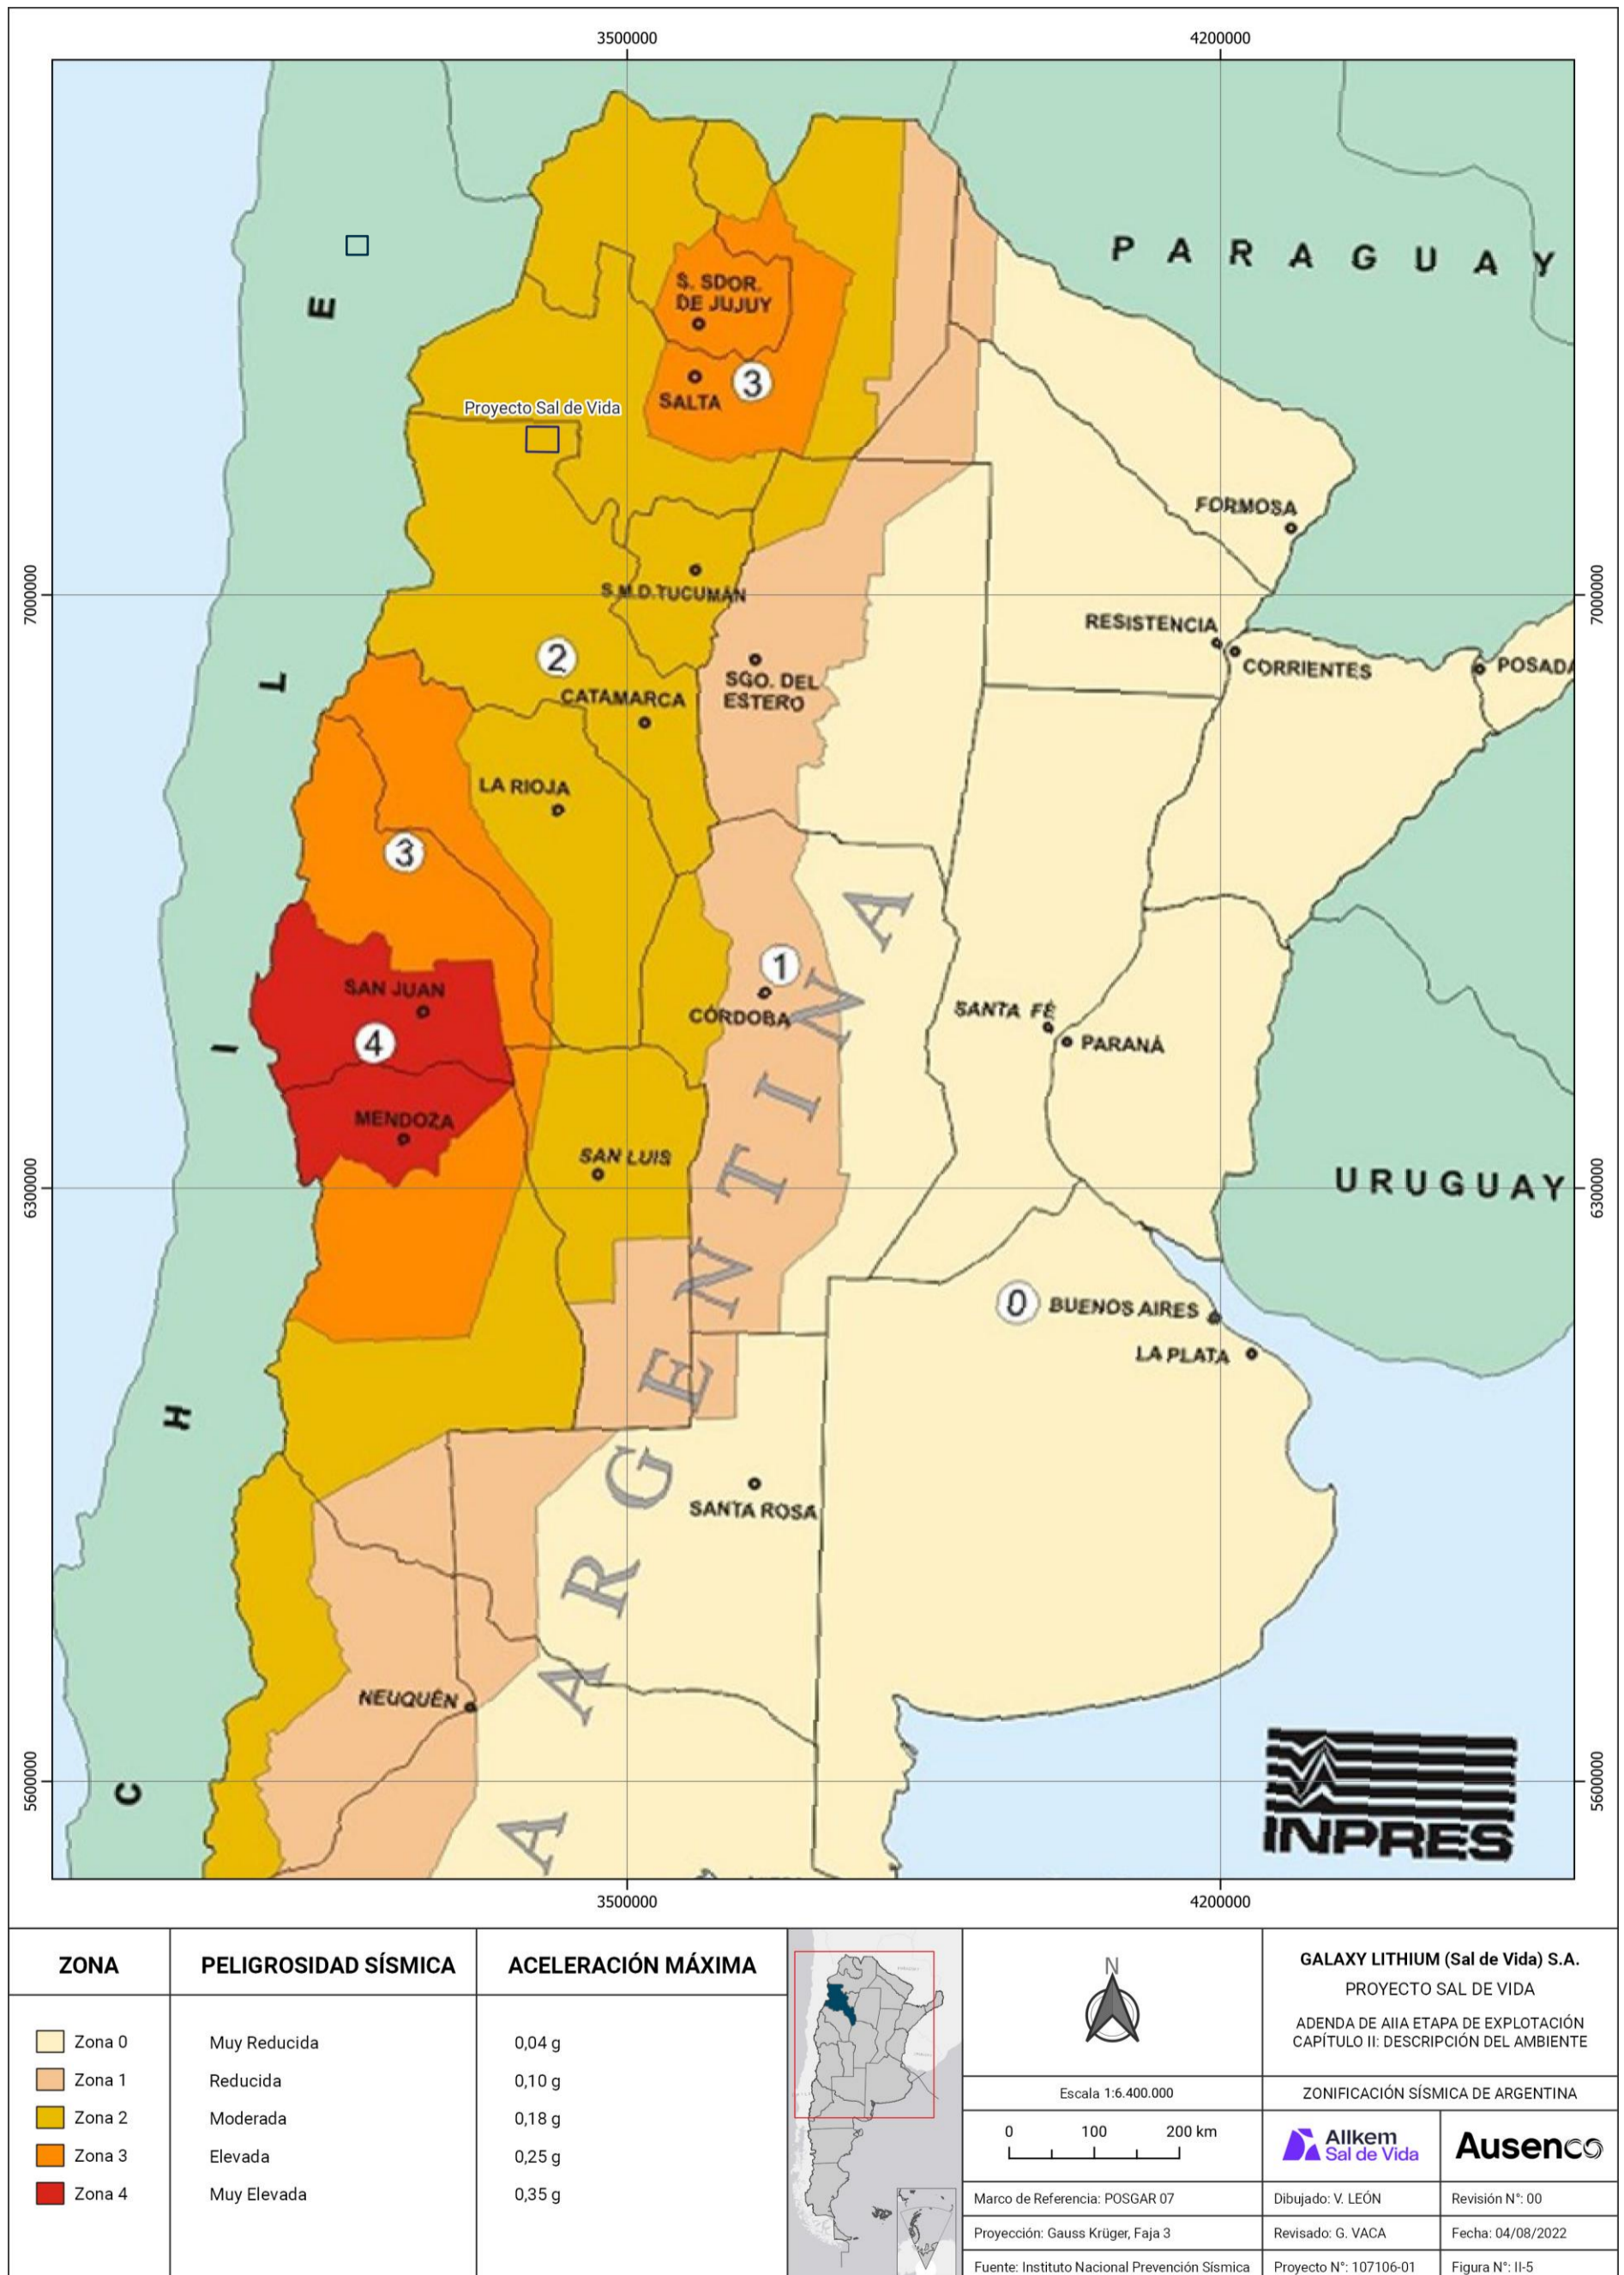 3500000
4200000
PARAGUAY
E
S. SDOR.
DE JUJUY
3
SALTA
Proyecto Sal de Vida
FORMOSA
7000000
7000000
S.M.D.TUCUMÁN
RESISTENCIA
CORRIENTES
POSADA
2
L
SGO. DEL
ESTERO
CATAMARCA
LA RIOJA
3
ARGENTINA
1
CÓRDOBA
SAN JUAN
4
I
SANTA FÉ
PARANÁ
MENDOZA
SAN LUIS
6300000
URUGUAY
6300000
0
BUENOS AIRES
LA PLATA
H
SANTA ROSA
NEUQUÉN
A
C
5600000
5600000
INPRES
3500000
4200000
ZONA
PELIGROSIDAD SÍSMICA
ACELERACIÓN MÁXIMA
Zona 0
Muy Reducida
0,04 g
Zona 1
Reducida
0,10 g
Zona 2
Moderada
0,18 g
Zona 3
Elevada
0,25 g
Zona 4
Muy Elevada
0,35 g
N
Escala 1:6.400.000
0 100 200 km
Marco de Referencia: POSGAR 07
Proyección: Gauss Krüger, Faja 3
Fuente: Instituto Nacional Prevención Sísmica
GALAXY LITHIUM (Sal de Vida) S.A.
PROYECTO SAL DE VIDA
ADENDA DE AIIA ETAPA DE EXPLOTACIÓN
CAPÍTULO II: DESCRIPCIÓN DEL AMBIENTE
ZONIFICACIÓN SÍSMICA DE ARGENTINA
Allkem
Sal de Vida
Ausenco
Dibujado: V. LEÓN
Revisión N°: 00
Revisado: G. VACA
Fecha: 04/08/2022
Proyecto N°: 107106-01
Figura N°: II-5